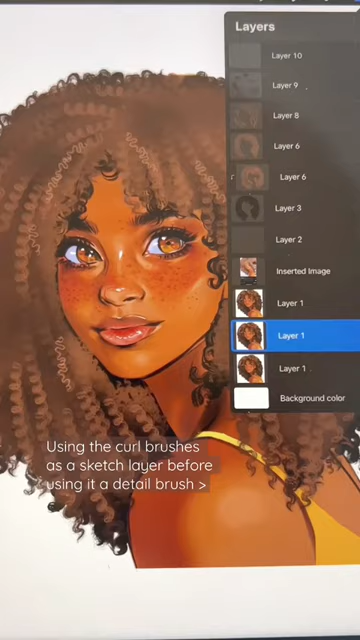 Layers
Layer 10
Layer 9
Layer 8
Layer 6
Layer 6
Layer 3
Layer 2
Inserted Image
Layer 1
Layer 1
Layer 1
Background color
Using the curl brushes
as a sketch layer before
using it a detail brush >